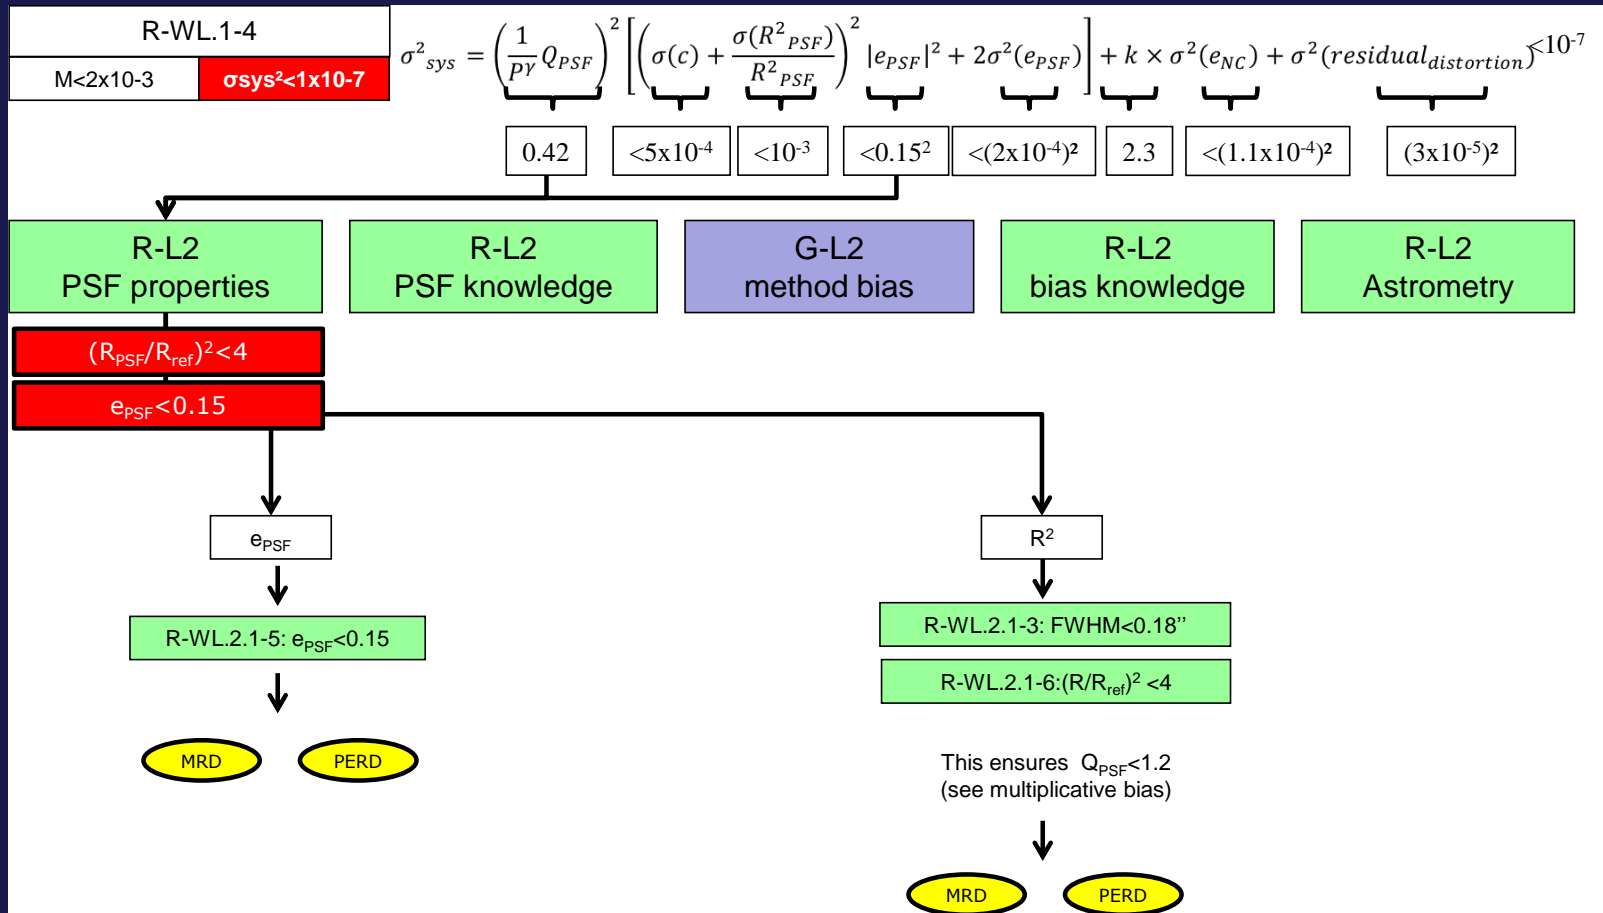 R-WL.1-4
M<2x10-3
σsys²<1x10-7
σ²sys = (1/Pγ QPSF)² [(σ(c) + σ(R²PSF)/R²PSF)² |ePSF|² + 2σ²(ePSF)] + k × σ²(eNC) + σ²(residualdistortion)<10-7
0.42
<5x10-4
<10-3
<0.15²
<(2x10-4)²
2.3
<(1.1x10-4)²
(3x10-5)²
R-L2
PSF properties
R-L2
PSF knowledge
G-L2
method bias
R-L2
bias knowledge
R-L2
Astrometry
(RPSF/Rref)²<4
ePSF<0.15
ePSF
R²
R-WL.2.1-5: ePSF<0.15
R-WL.2.1-3: FWHM<0.18’’
R-WL.2.1-6:(R/Rref)² <4
MRD
PERD
This ensures QPSF<1.2
(see multiplicative bias)
MRD
PERD